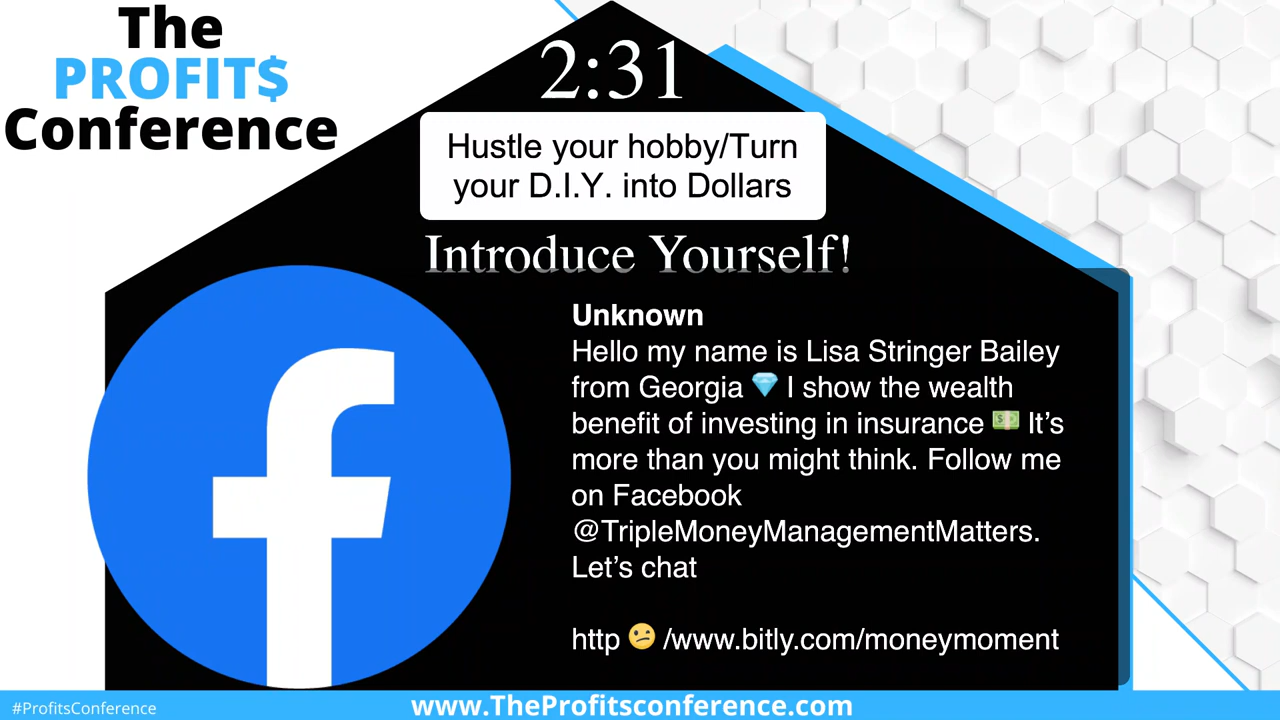 The
PROFIT$
Conference
2:31
Hustle your hobby/Turn
your D.I.Y. into Dollars
Introduce Yourself!
Unknown
Hello my name is Lisa Stringer Bailey
from Georgia 💎 I show the wealth
benefit of investing in insurance 💵 It’s
more than you might think. Follow me
on Facebook
@TripleMoneyManagementMatters.
Let’s chat
http 🫤 /www.bitly.com/moneymoment
#ProfitsConference
www.TheProfitsconference.com